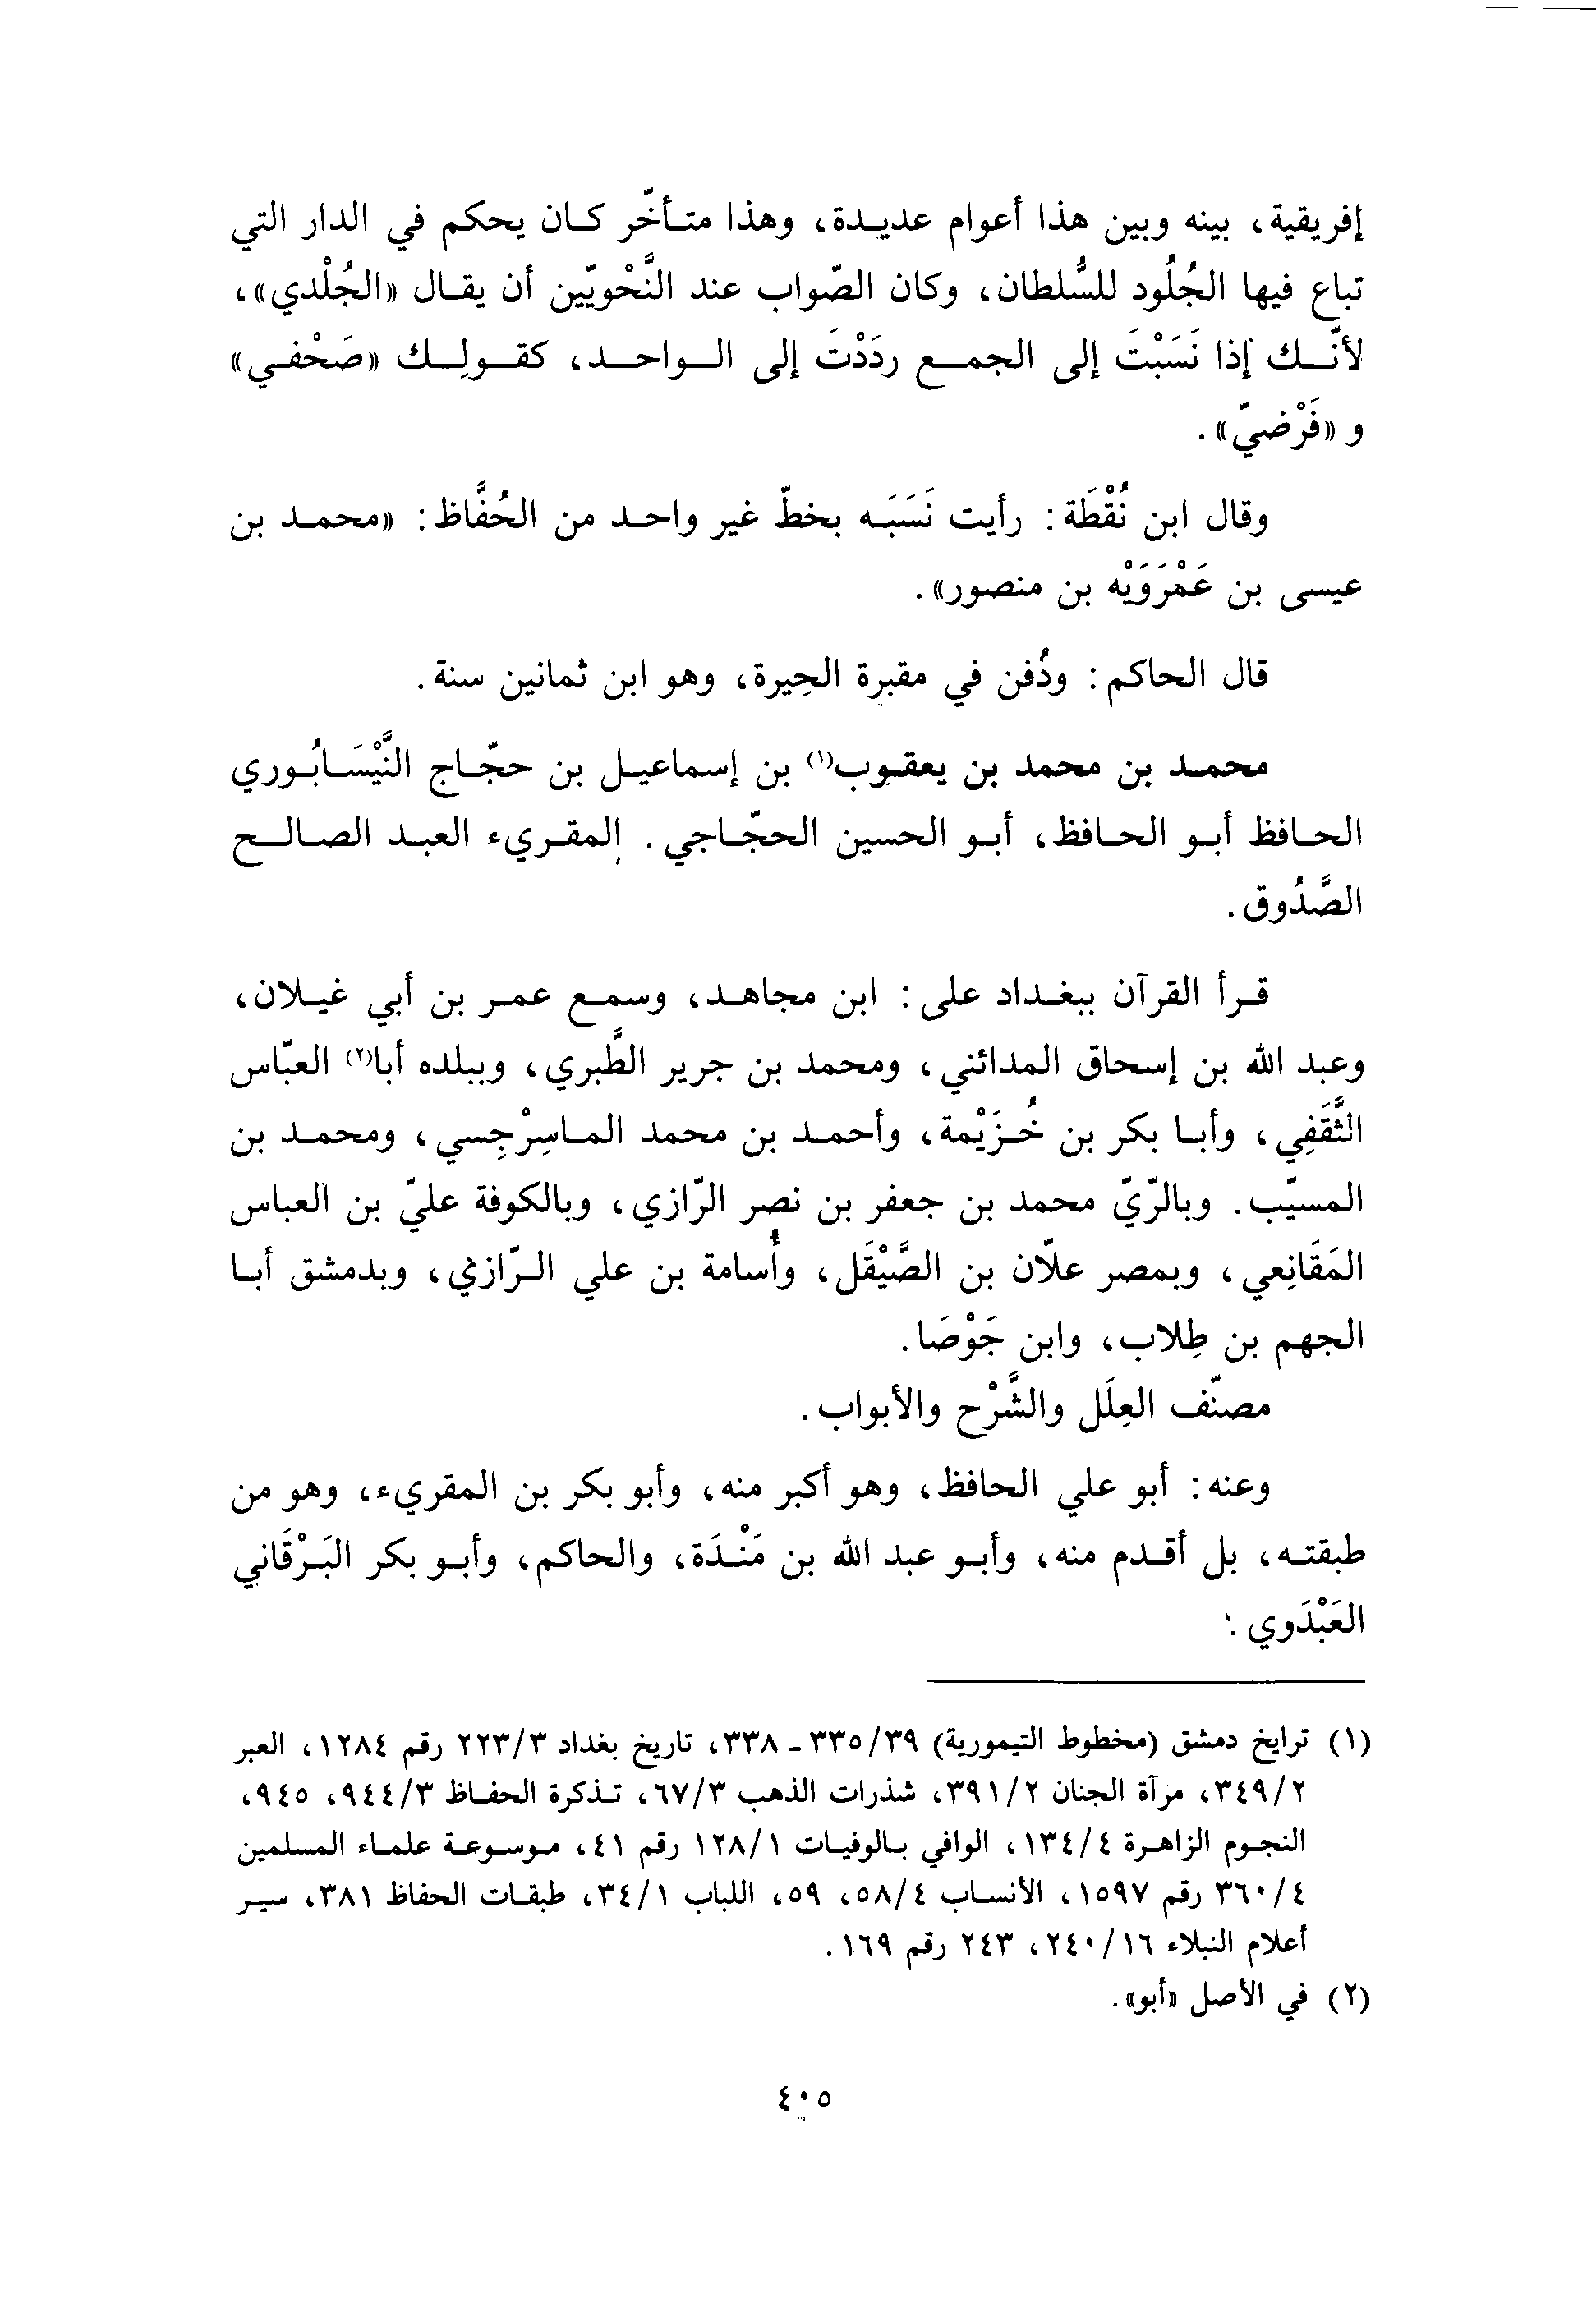 إفريقية، بينه وبين هذا أعوام عديدة، وهذا متأخّر كان يحكم في الدار التي
تباع فيها الجُلُود للسُّلطان، وكان الصّواب عند النَّحْويّين أن يقال «الجُلْدي»،
لأنّك إذا نَسَبْتَ إلى الجمع ردَدْتَ إلى الواحد، كقولِك «صَحْفي»
و «فَرْضيّ».
وقال ابن نُقْطَة: رأيت نَسَبَه بخطّ غير واحد من الحُفَّاظ: «محمد بن
عيسى بن عَمْرَوَيْه بن منصور».
قال الحاكم: ودُفن في مقبرة الحِيرة، وهو ابن ثمانين سنة.
محمد بن محمد بن يعقوب(١) بن إسماعيل بن حجّاج النَّيْسَابُوري
الحافظ أبو الحافظ، أبو الحسين الحجّاجي. المقريء العبد الصالح
الصَّدُوق.
قرأ القرآن ببغداد على: ابن مجاهد، وسمع عمر بن أبي غيلان،
وعبد الله بن إسحاق المدائني، ومحمد بن جرير الطَّبري، وببلده أبا(٢) العبّاس
الثَّقَفِي، وأبا بكر بن خُزَيْمة، وأحمد بن محمد الماسِرْجِسي، ومحمد بن
المسيّب. وبالرّيّ محمد بن جعفر بن نصر الرّازي، وبالكوفة عليّ بن العباس
المَقَانِعي، وبمصر علّان بن الصَّيْقَل، وأُسامة بن علي الرّازي، وبدمشق أبا
الجهم بن طِلاب، وابن جَوْصَا.
مصنّف العِلَل والشَّرْح والأبواب.
وعنه: أبو علي الحافظ، وهو أكبر منه، وأبو بكر بن المقريء، وهو من
طبقته، بل أقدم منه، وأبو عبد الله بن مَنْدَة، والحاكم، وأبو بكر البَرْقَاني
العَبْدَوي:
(١) ترايخ دمشق (مخطوط التيمورية) ٣٣٥/٣٩ - ٣٣٨، تاريخ بغداد ٢٢٣/٣ رقم ١٢٨٤، العبر
٣٤٩/٢، مرآة الجنان ٣٩١/٢، شذرات الذهب ٦٧/٣، تذكرة الحفاظ ٩٤٤/٣، ٩٤٥،
النجوم الزاهرة ١٣٤/٤، الوافي بالوفيات ١٢٨/١ رقم ٤١، موسوعة علماء المسلمين
٣٦٠/٤ رقم ١٥٩٧، الأنساب ٥٨/٤، ٥٩، اللباب ٣٤/١، طبقات الحفاظ ٣٨١، سير
أعلام النبلاء ٢٤٠/١٦، ٢٤٣ رقم ١٦٩.
(٢) في الأصل «أبو».
٤٠٥